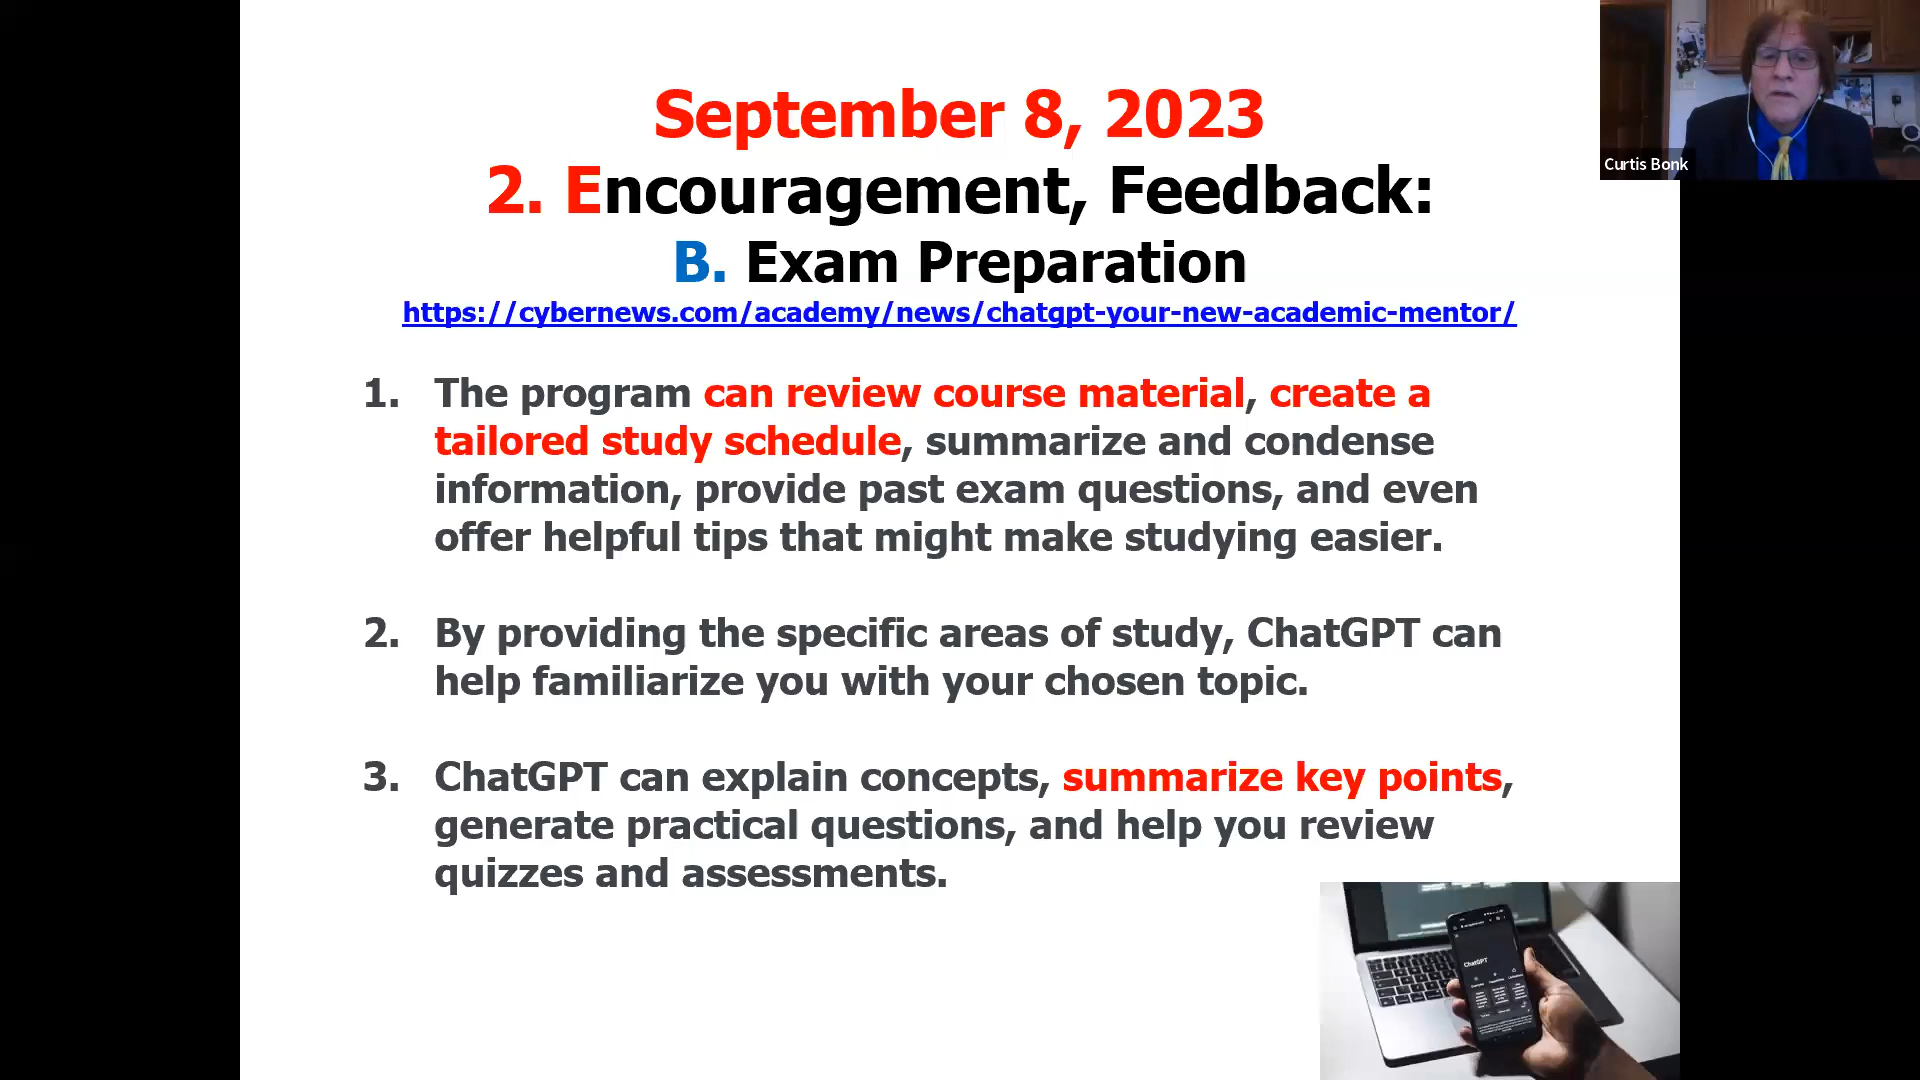 September 8, 2023
2. Encouragement, Feedback:
B. Exam Preparation
https://cybernews.com/academy/news/chatgpt-your-new-academic-mentor/
1. The program can review course material, create a
tailored study schedule, summarize and condense
information, provide past exam questions, and even
offer helpful tips that might make studying easier.
2. By providing the specific areas of study, ChatGPT can
help familiarize you with your chosen topic.
3. ChatGPT can explain concepts, summarize key points,
generate practical questions, and help you review
quizzes and assessments.
Curtis Bonk
ChatGPT